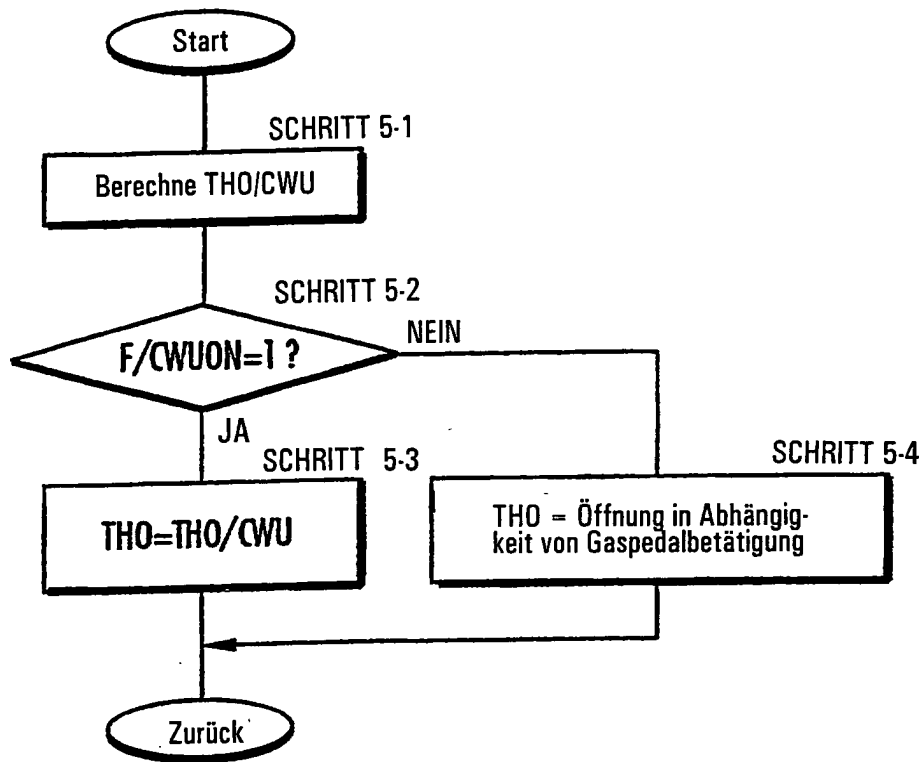 Start
SCHRITT 5-1
Berechne THO/CWU
SCHRITT 5-2
F/CWUON=1 ?
NEIN
JA
SCHRITT 5-3
THO=THO/CWU
SCHRITT 5-4
THO = Öffnung in Abhängig-
keit von Gaspedalbetätigung
Zurück